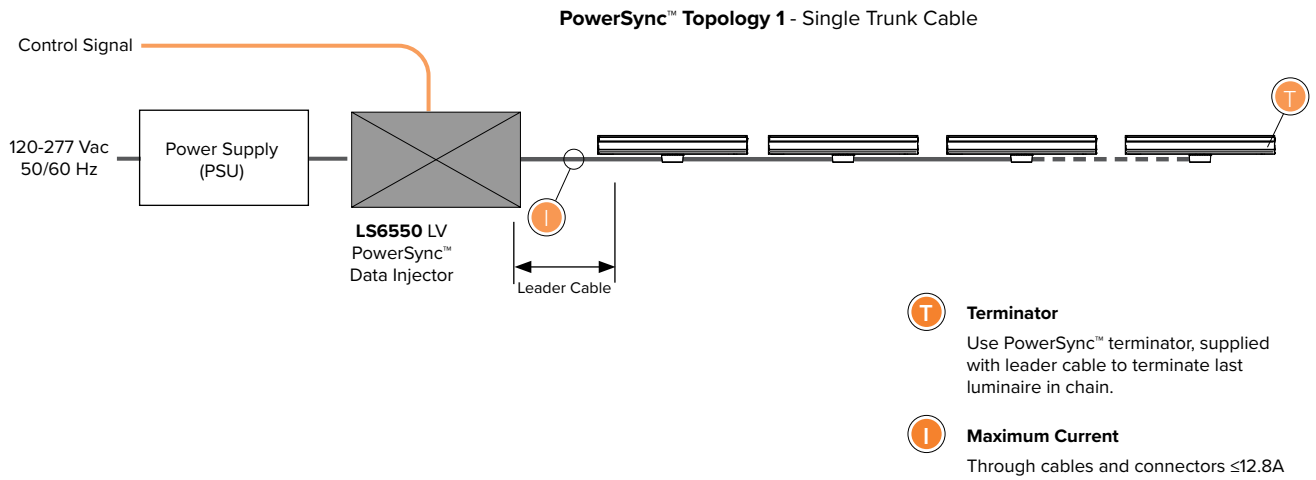 PowerSync™ Topology 1 - Single Trunk Cable
Control Signal
T
120-277 Vac
50/60 Hz
Power Supply
(PSU)
I
LS6550 LV
PowerSync™
Data Injector
Leader Cable
T
Terminator
Use PowerSync™ terminator, supplied
with leader cable to terminate last
luminaire in chain.
I
Maximum Current
Through cables and connectors ≤12.8A